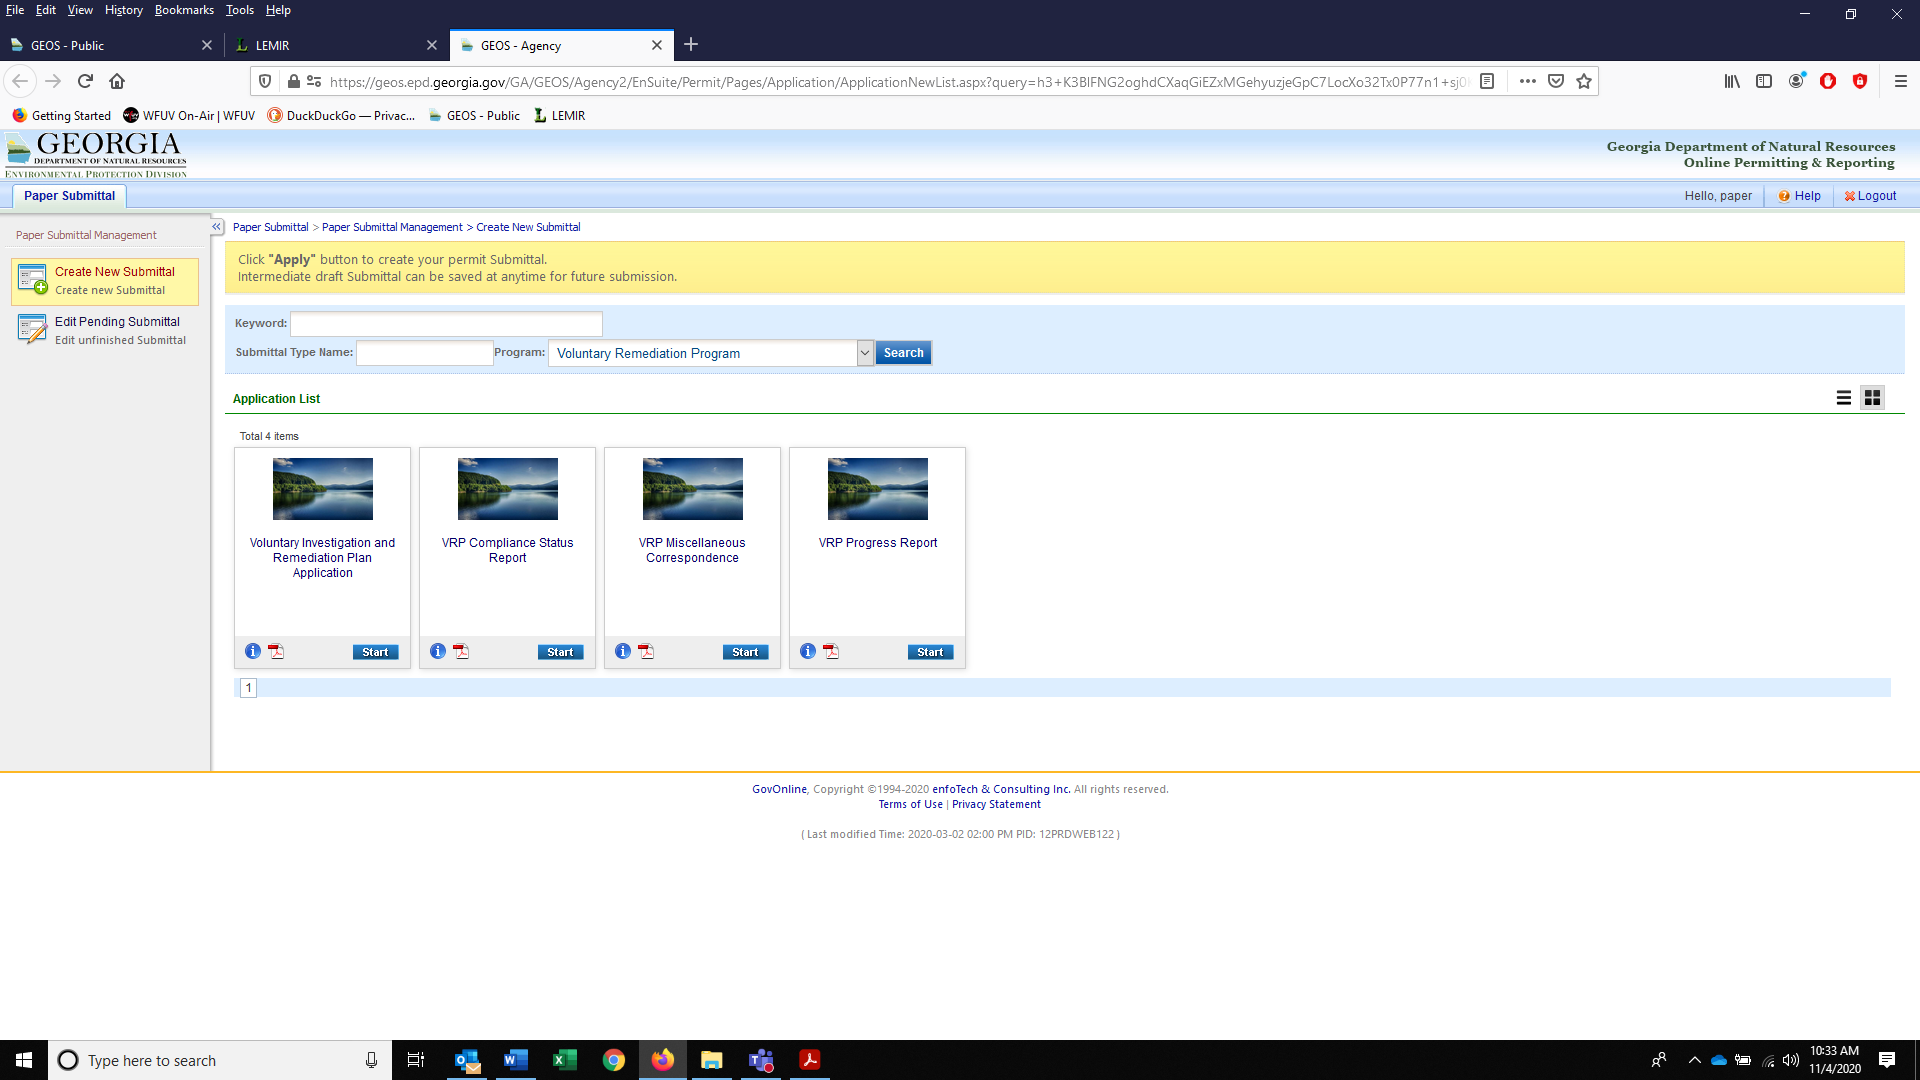 File Edit View History Bookmarks Tools Help
GEOS - Public
LEMIR
GEOS - Agency
https://geos.epd.georgia.gov/GA/GEOS/Agency2/EnSuite/Permit/Pages/Application/ApplicationNewList.aspx?query=
Getting Started WFUV On-Air | WFUV DuckDuckGo — Privac... GEOS - Public LEMIR
GEORGIA
DEPARTMENT OF NATURAL RESOURCES
ENVIRONMENTAL PROTECTION DIVISION
Georgia Department of Natural Resources
Online Permitting & Reporting
Paper Submittal
Hello, paper Help Logout
Paper Submittal Management
Create New Submittal
Create new Submittal
Edit Pending Submittal
Edit unfinished Submittal
Paper Submittal > Paper Submittal Management > Create New Submittal
Click "Apply" button to create your permit Submittal.
Intermediate draft Submittal can be saved at anytime for future submission.
Keyword:
Submittal Type Name: Program: Voluntary Remediation Program Search
Application List
Total 4 items
Voluntary Investigation and
Remediation Plan
Application
Start
VRP Compliance Status
Report
Start
VRP Miscellaneous
Correspondence
Start
VRP Progress Report
Start
1
GovOnline, Copyright ©1994-2020 enfoTech & Consulting Inc. All rights reserved.
Terms of Use | Privacy Statement
( Last modified Time: 2020-03-02 02:00 PM PID: 12PRDWEB122 )
Type here to search
10:33 AM
11/4/2020